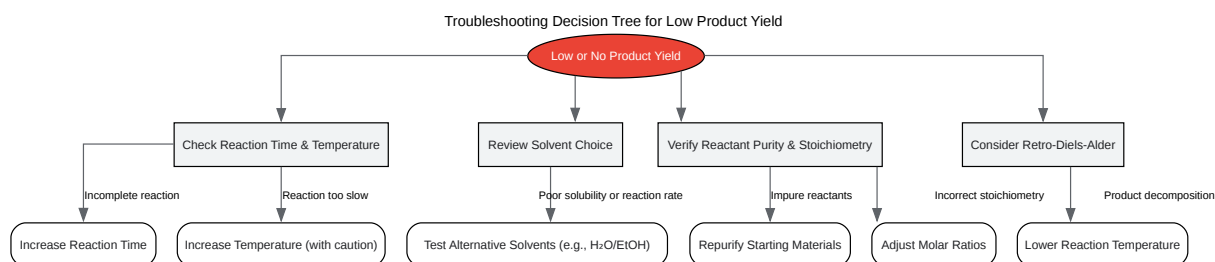 Troubleshooting Decision Tree for Low Product Yield
Low or No Product Yield
Check Reaction Time & Temperature
Review Solvent Choice
Verify Reactant Purity & Stoichiometry
Consider Retro-Diels-Alder
Incomplete reaction
Reaction too slow
Poor solubility or reaction rate
Impure reactants
Incorrect stoichiometry
Product decomposition
Increase Reaction Time
Increase Temperature (with caution)
Test Alternative Solvents (e.g., H₂O/EtOH)
Repurify Starting Materials
Adjust Molar Ratios
Lower Reaction Temperature